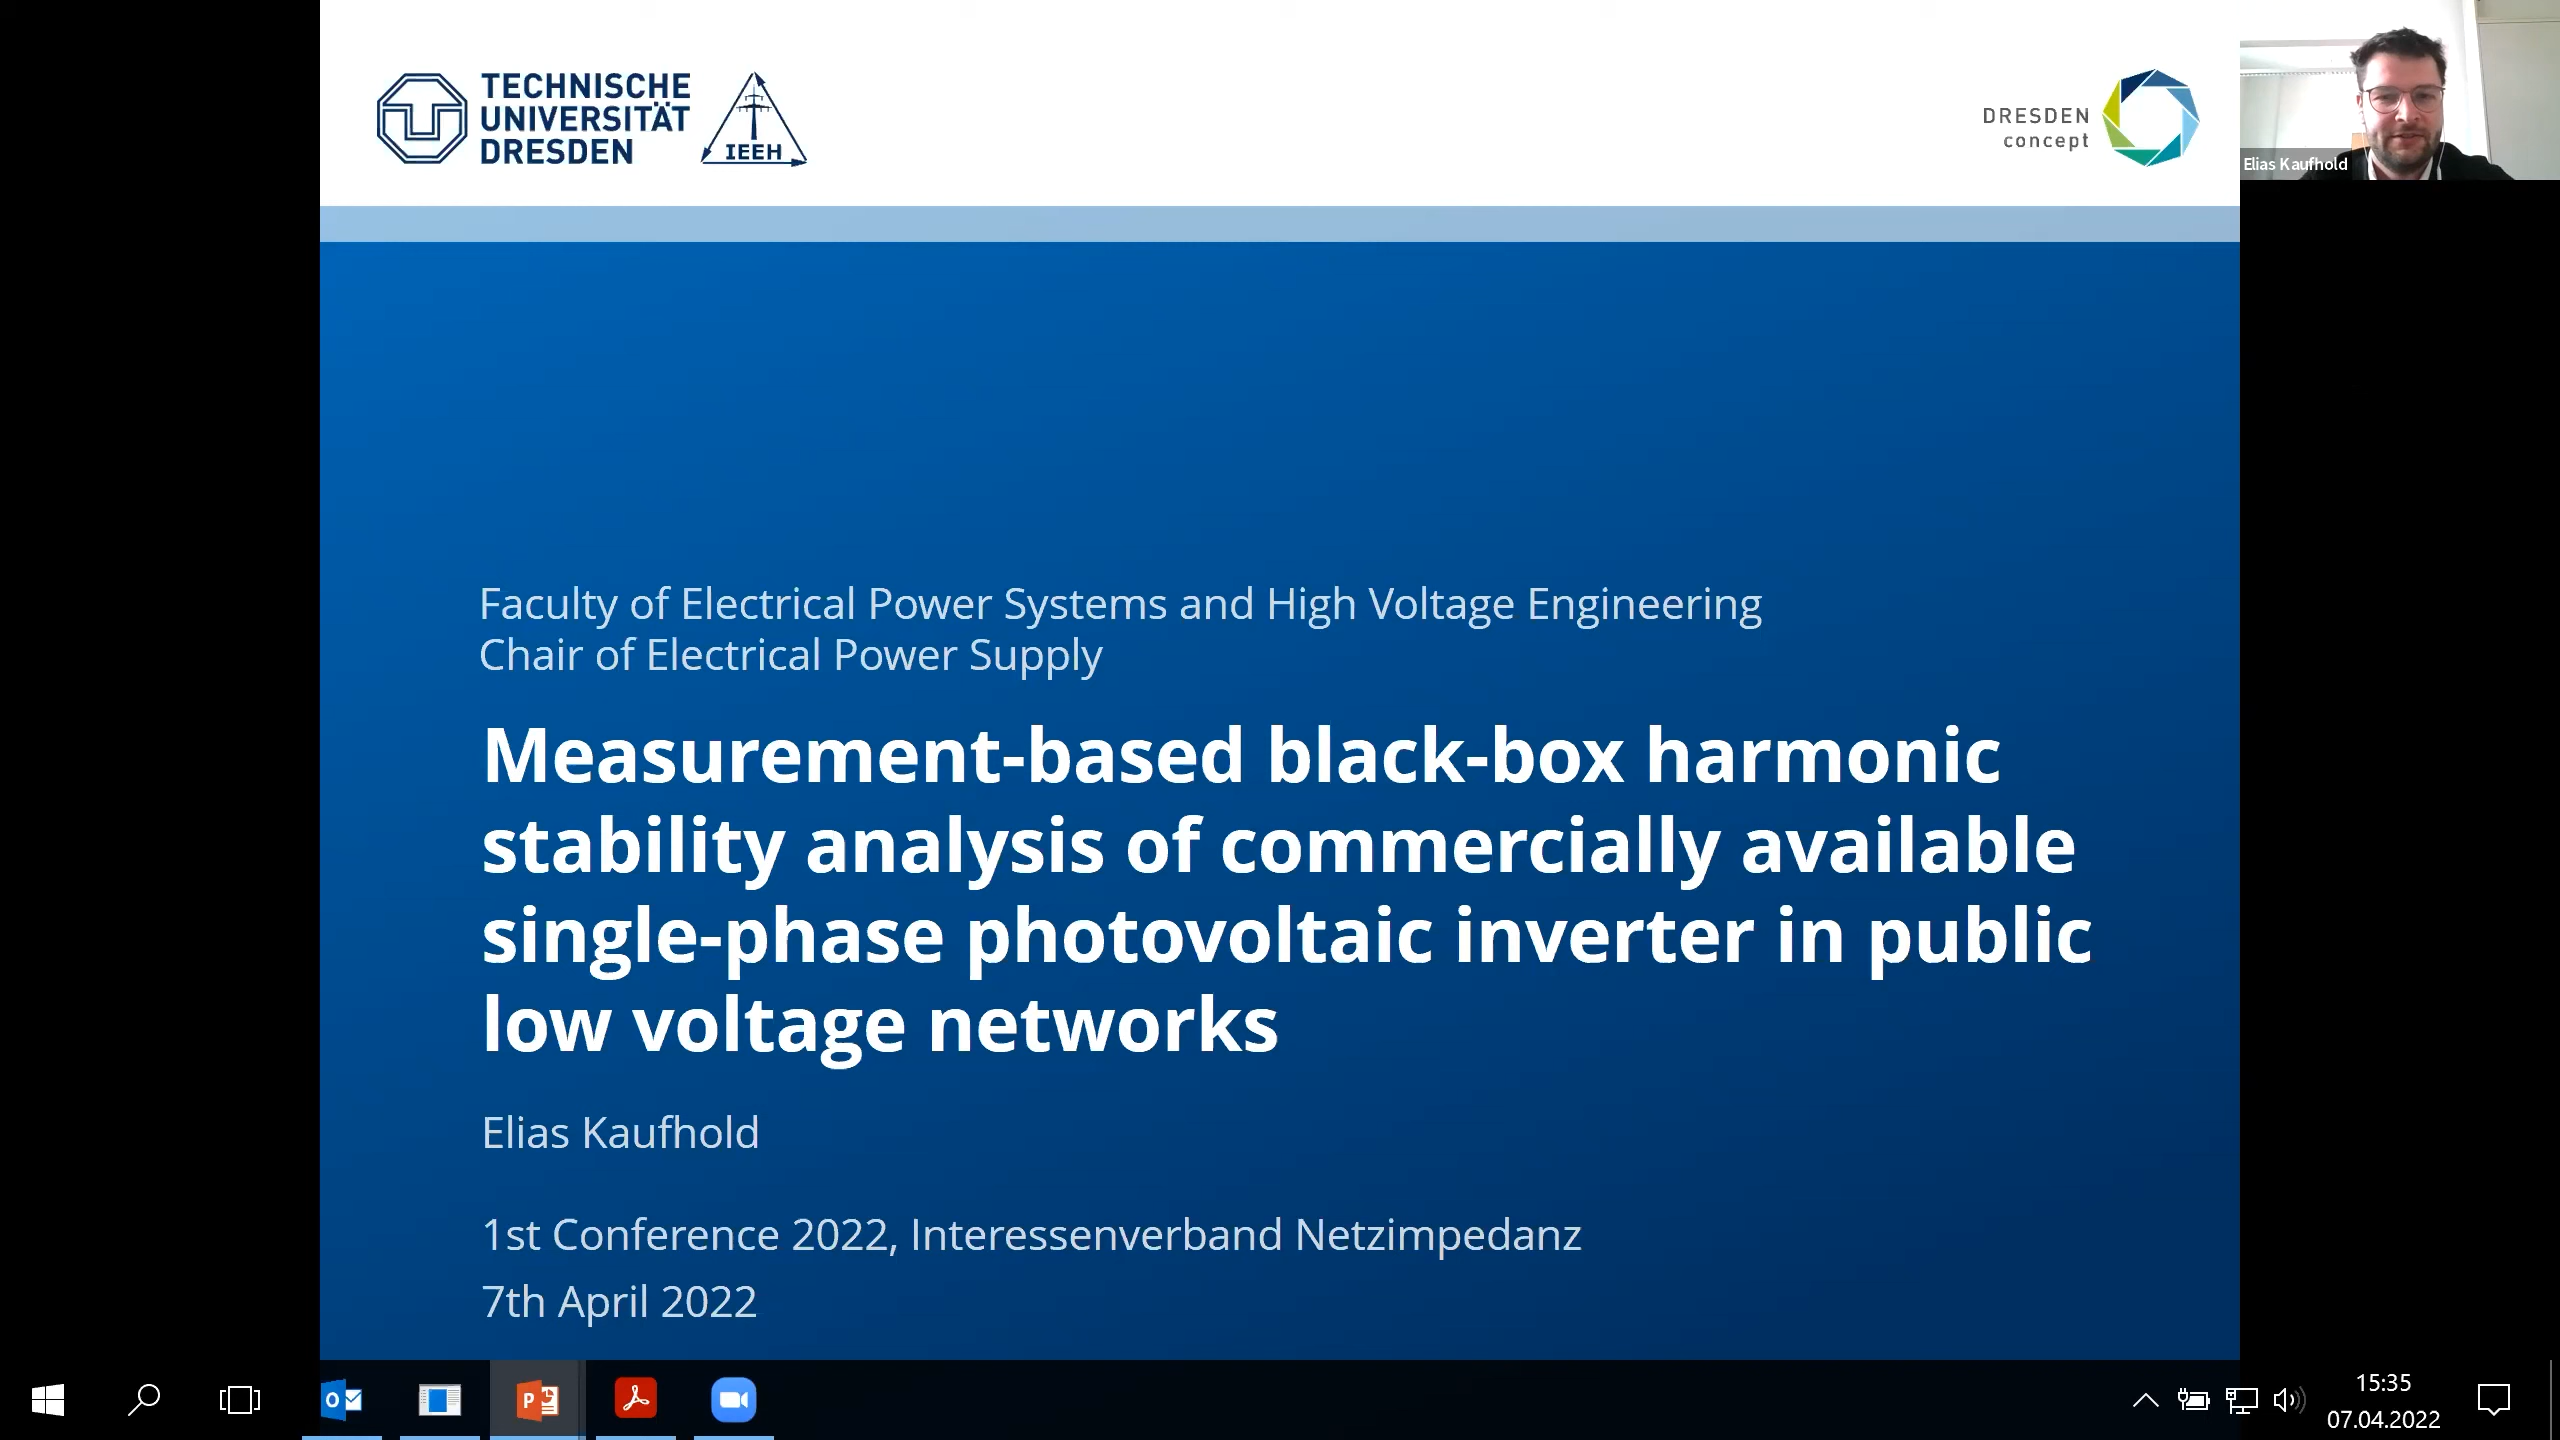 TECHNISCHE
UNIVERSITÄT
DRESDEN
IEEH
DRESDEN
concept
Elias Kaufhold
Faculty of Electrical Power Systems and High Voltage Engineering
Chair of Electrical Power Supply
Measurement-based black-box harmonic
stability analysis of commercially available
single-phase photovoltaic inverter in public
low voltage networks
Elias Kaufhold
1st Conference 2022, Interessenverband Netzimpedanz
7th April 2022
15:35
07.04.2022